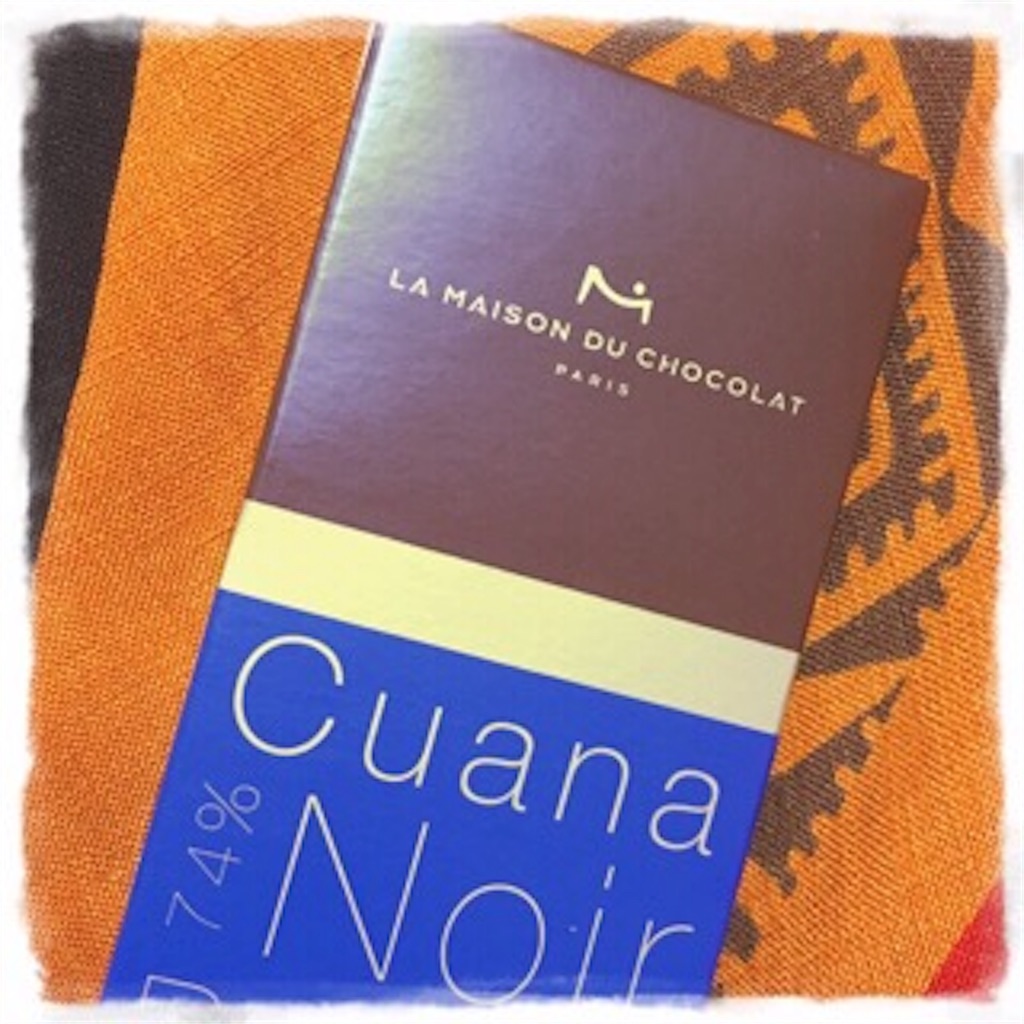 LA MAISON DU CHOCOLAT
PARIS
Cuana
Noir
74%